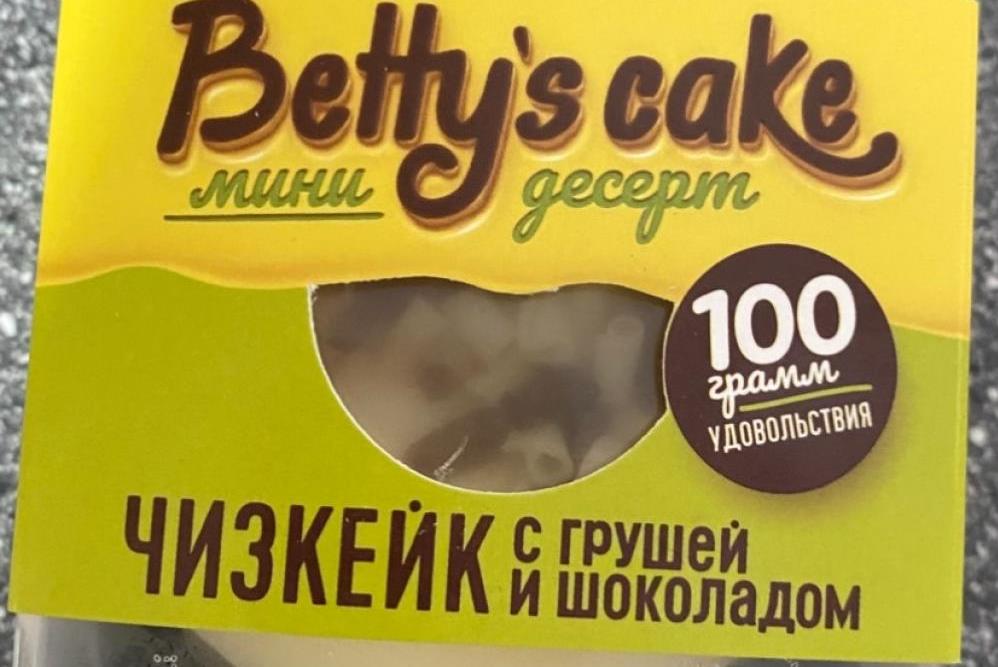 Betty's cake
мини десерт
100
грамм
УДОВОЛЬСТВИЯ
ЧИЗКЕЙК с грушей
и шоколадом